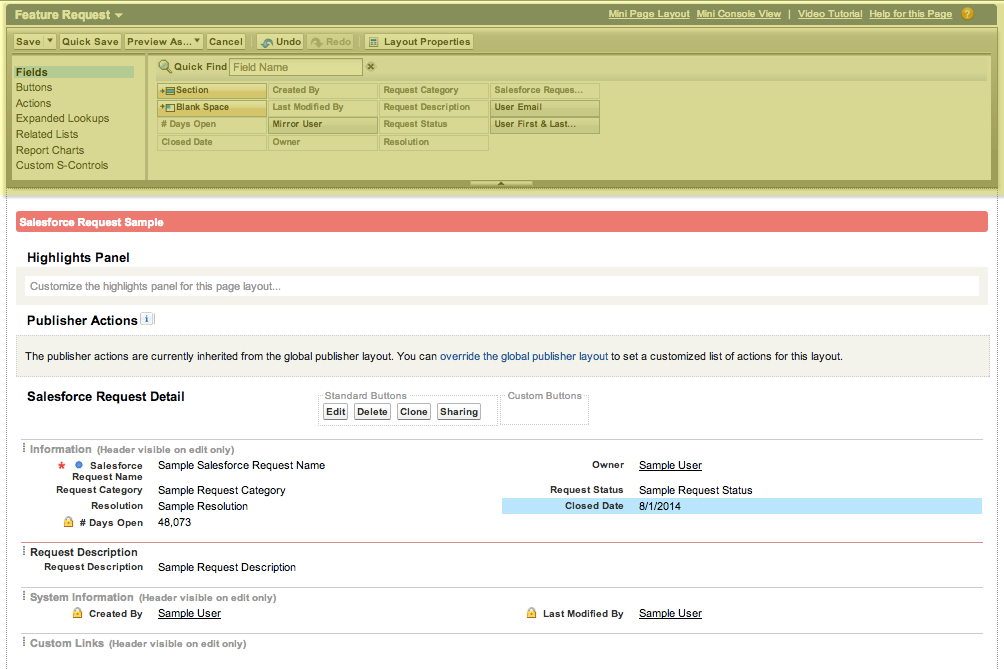 Feature Request
Mini Page Layout Mini Console View | Video Tutorial Help for this Page ?
Save Quick Save Preview As... Cancel Undo Redo Layout Properties
Fields
Buttons
Actions
Expanded Lookups
Related Lists
Report Charts
Custom S-Controls
Quick Find Field Name
Section Created By Request Category Salesforce Reques...
Blank Space Last Modified By Request Description User Email
# Days Open Mirror User Request Status User First & Last...
Closed Date Owner Resolution
Salesforce Request Sample
Highlights Panel
Customize the highlights panel for this page layout...
Publisher Actions i
The publisher actions are currently inherited from the global publisher layout. You can override the global publisher layout to set a customized list of actions for this layout.
Salesforce Request Detail
Standard Buttons
Edit Delete Clone Sharing
Custom Buttons
Information (Header visible on edit only)
* Salesforce Request Name Sample Salesforce Request Name Owner Sample User
Request Category Sample Request Category Request Status Sample Request Status
Resolution Sample Resolution Closed Date 8/1/2014
# Days Open 48,073
Request Description
Request Description Sample Request Description
System Information (Header visible on edit only)
Created By Sample User Last Modified By Sample User
Custom Links (Header visible on edit only)